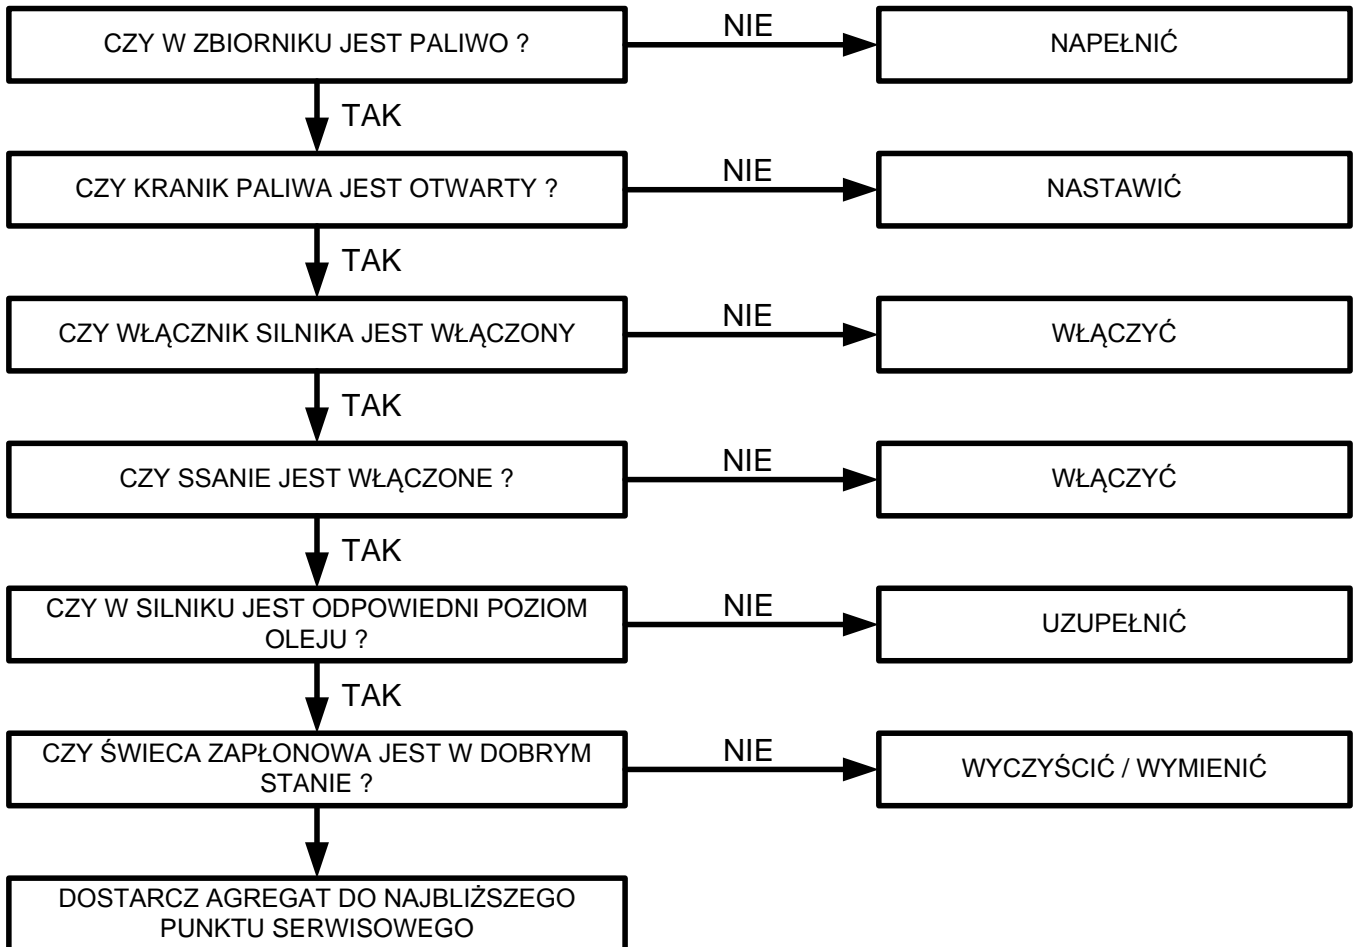 CZY W ZBIORNIKU JEST PALIWO ?
NIE
NAPEŁNIĆ
TAK
CZY KRANIK PALIWA JEST OTWARTY ?
NIE
NASTAWIĆ
TAK
CZY WŁĄCZNIK SILNIKA JEST WŁĄCZONY
NIE
WŁĄCZYĆ
TAK
CZY SSANIE JEST WŁĄCZONE ?
NIE
WŁĄCZYĆ
TAK
CZY W SILNIKU JEST ODPOWIEDNI POZIOM
OLEJU ?
NIE
UZUPEŁNIĆ
TAK
CZY ŚWIECA ZAPŁONOWA JEST W DOBRYM
STANIE ?
NIE
WYCZYŚCIĆ / WYMIENIĆ
DOSTARCZ AGREGAT DO NAJBLIŻSZEGO
PUNKTU SERWISOWEGO